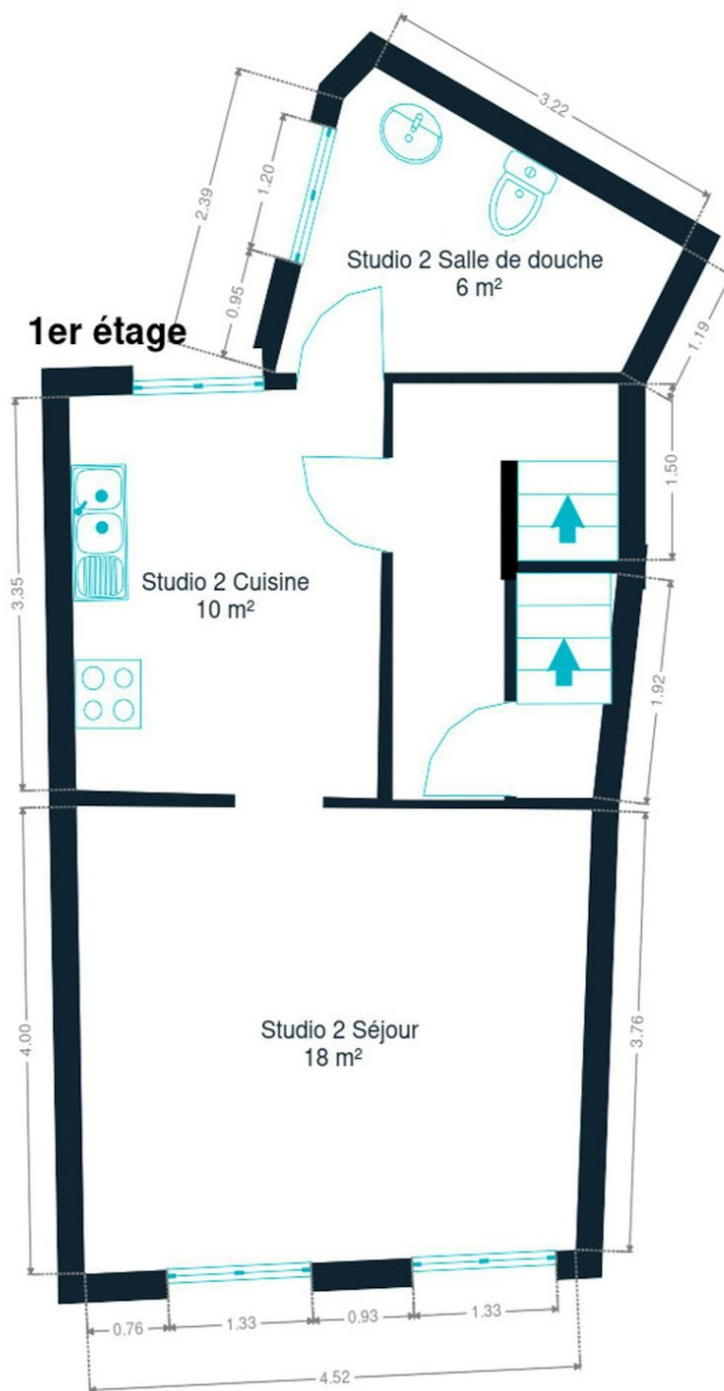 3.22
2.39
1.20
Studio 2 Salle de douche
6 m²
0.95
1.19
1er étage
1.50
3.35
Studio 2 Cuisine
10 m²
1.92
4.00
3.76
Studio 2 Séjour
18 m²
0.76
1.33
0.93
1.33
4.52